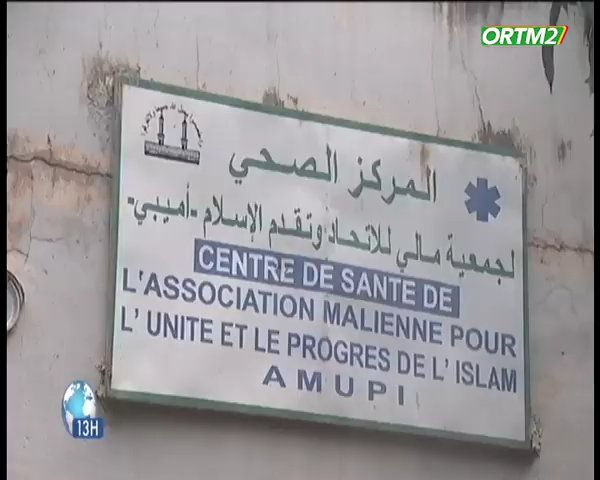 ORTM2
المركز الصحي
لجمعية مالي للاتحاد وتقدم الإسلام -أميبي-
CENTRE DE SANTE DE
L'ASSOCIATION MALIENNE POUR
L' UNITE ET LE PROGRES DE L' ISLAM
AMUPI
13H